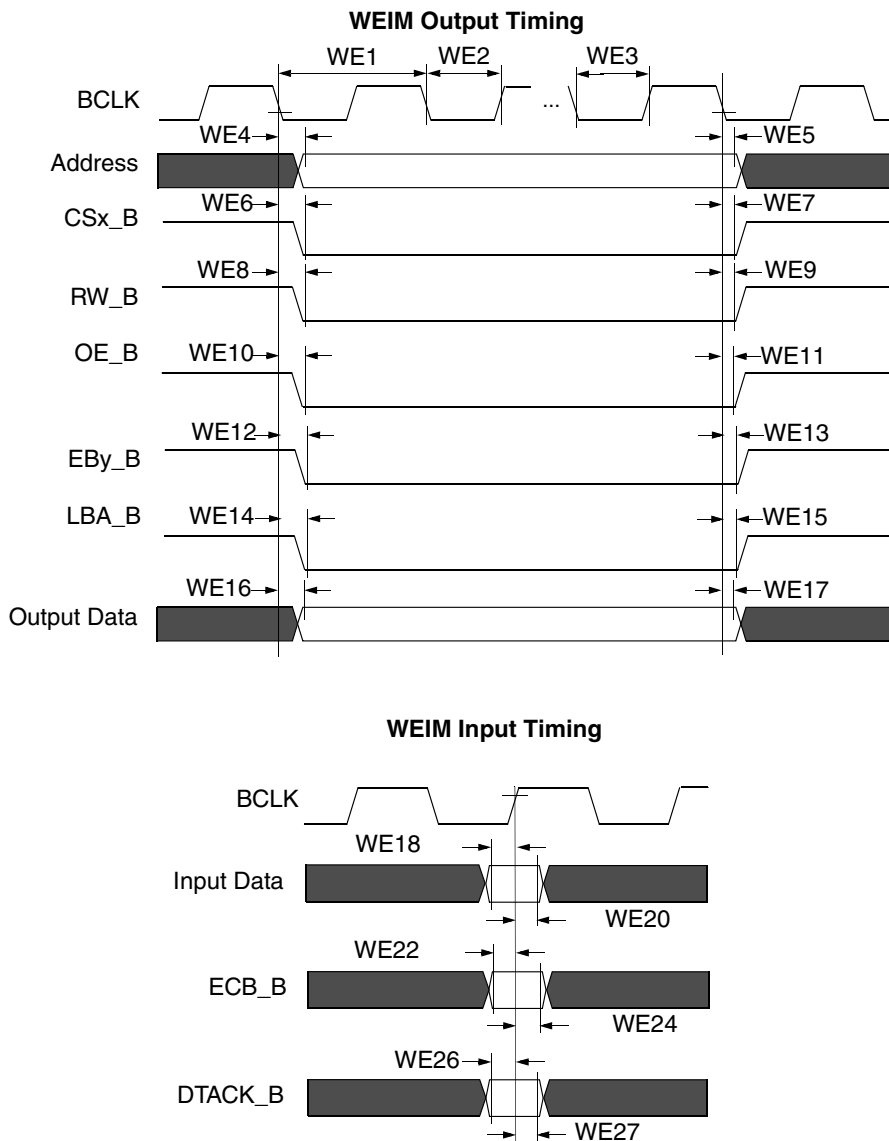 WEIM Output Timing
WE1 WE2 WE3
BCLK ...
WE4 WE5
Address
WE6 WE7
CSx_B
WE8 WE9
RW_B
OE_B WE10 WE11
WE12 WE13
EBy_B
LBA_B WE14 WE15
WE16 WE17
Output Data
WEIM Input Timing
BCLK
WE18
Input Data
WE20
WE22
ECB_B
WE24
WE26
DTACK_B
WE27